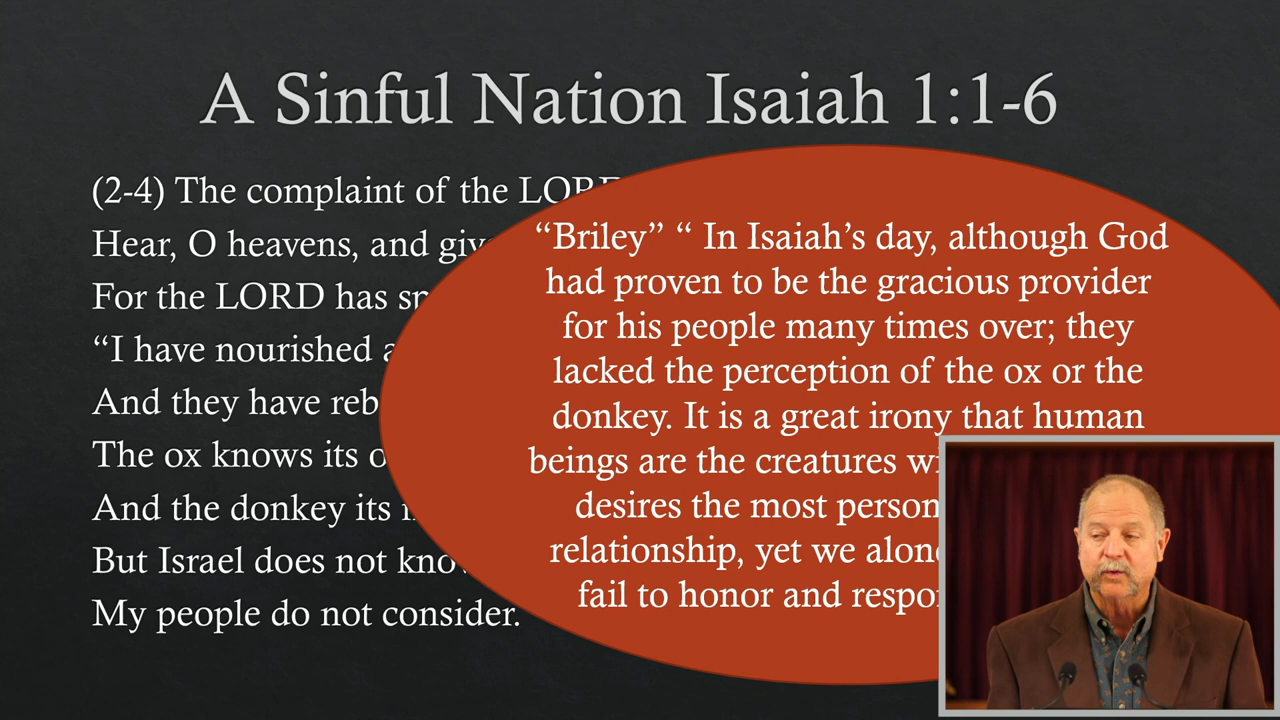 A Sinful Nation Isaiah 1:1-6
(2-4) The complaint of the LORD
Hear, O heavens, and
For the LORD has
“I have nourished
And they have
The ox knows its
And the donkey its
But Israel does not
My people do not consider.
“Briley” “ In Isaiah’s day, although God
had proven to be the gracious provider
for his people many times over; they
lacked the perception of the ox or the
donkey. It is a great irony that human
beings are the creatures
desires the most
relationship, yet we
fail to honor and